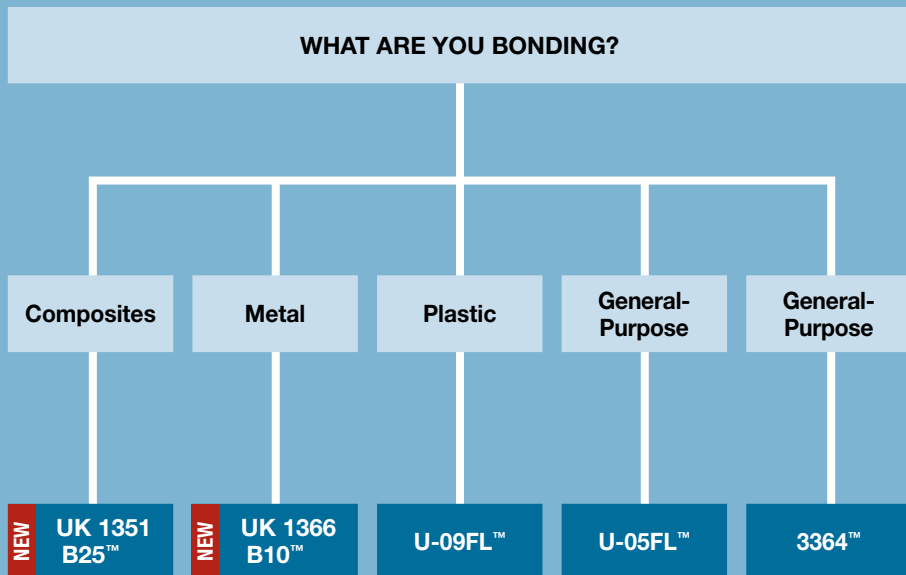 WHAT ARE YOU BONDING?
Composites
Metal
Plastic
General-
Purpose
General-
Purpose
NEW
UK 1351
B25™
NEW
UK 1366
B10™
U-09FL™
U-05FL™
3364™